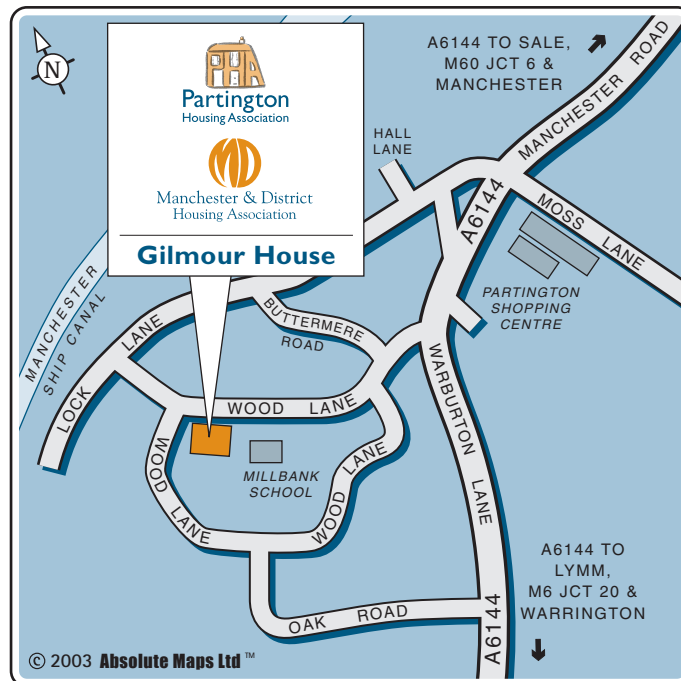 N
PHA
Partington
Housing Association
MD
Manchester & District
Housing Association
Gilmour House
A6144 TO SALE,
M60 JCT 6 &
MANCHESTER
MANCHESTER ROAD
HALL
LANE
A6144
MOSS LANE
PARTINGTON
SHOPPING
CENTRE
MANCHESTER
SHIP CANAL
LOCK LANE
BUTTERMERE
ROAD
WARBURTON LANE
WOOD LANE
MILLBANK
SCHOOL
WOOD LANE
WOOD LANE
OAK ROAD
A6144
A6144 TO
LYMM,
M6 JCT 20 &
WARRINGTON
© 2003 Absolute Maps Ltd ™